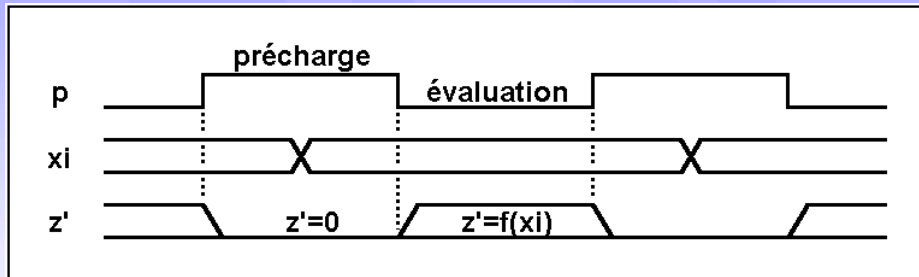 précharge
p
évaluation
xi
z'
z'=0
z'=f(xi)